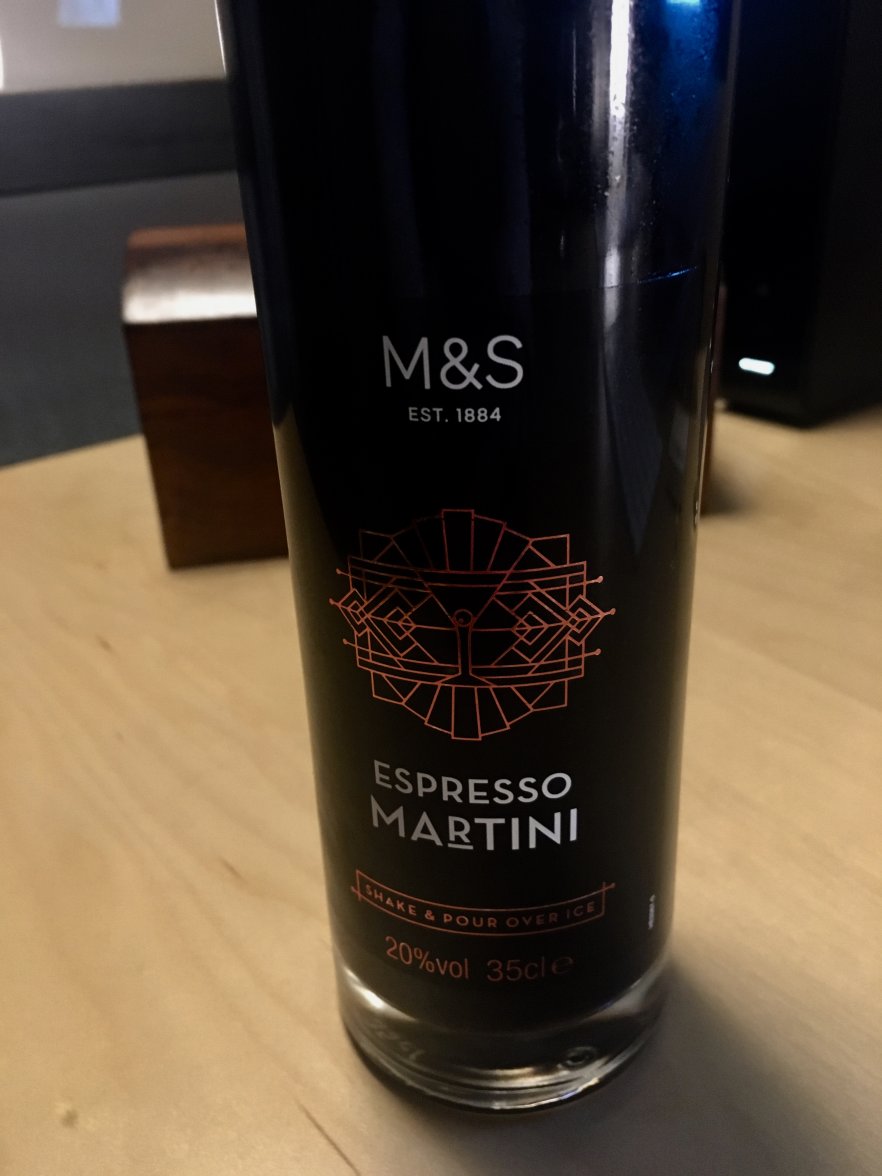 M&S
EST. 1884
ESPRESSO
MARTINI
SHAKE & POUR OVER ICE
20%vol 35cl ℮